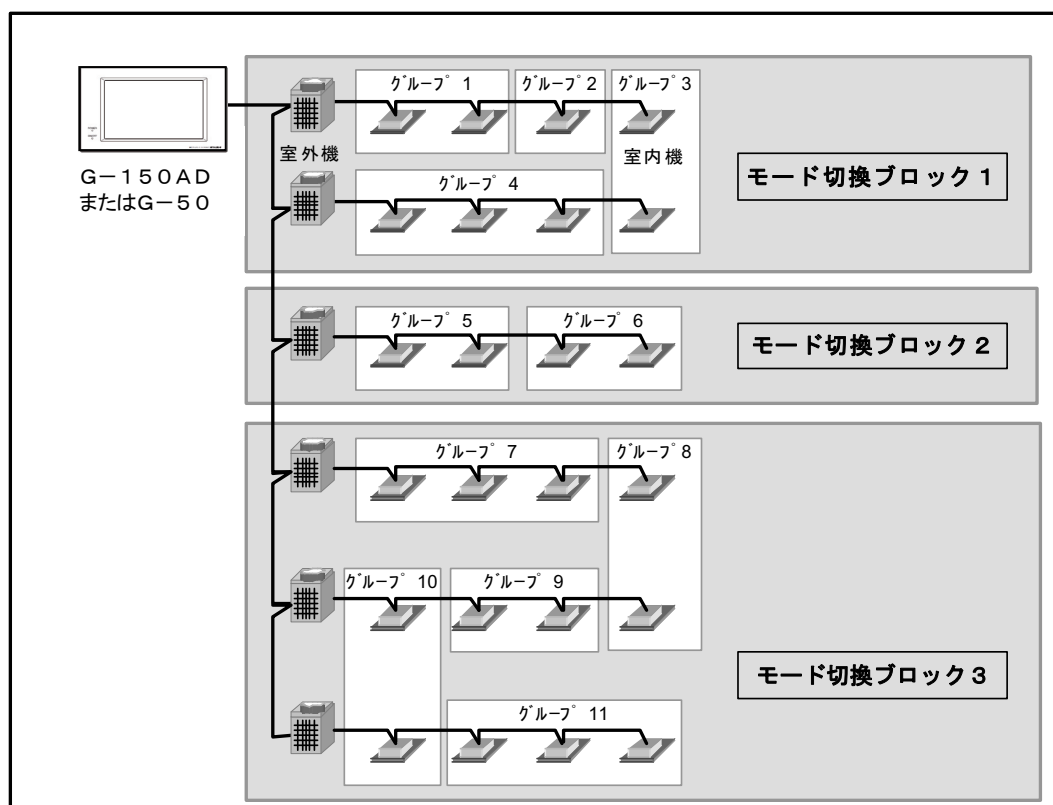 グループ 1
グループ 2
グループ 3
室外機
室内機
G－150AD
またはG－50
グループ 4
モード切換ブロック1
グループ 5
グループ 6
モード切換ブロック2
グループ 7
グループ 8
グループ 10
グループ 9
モード切換ブロック3
グループ 11